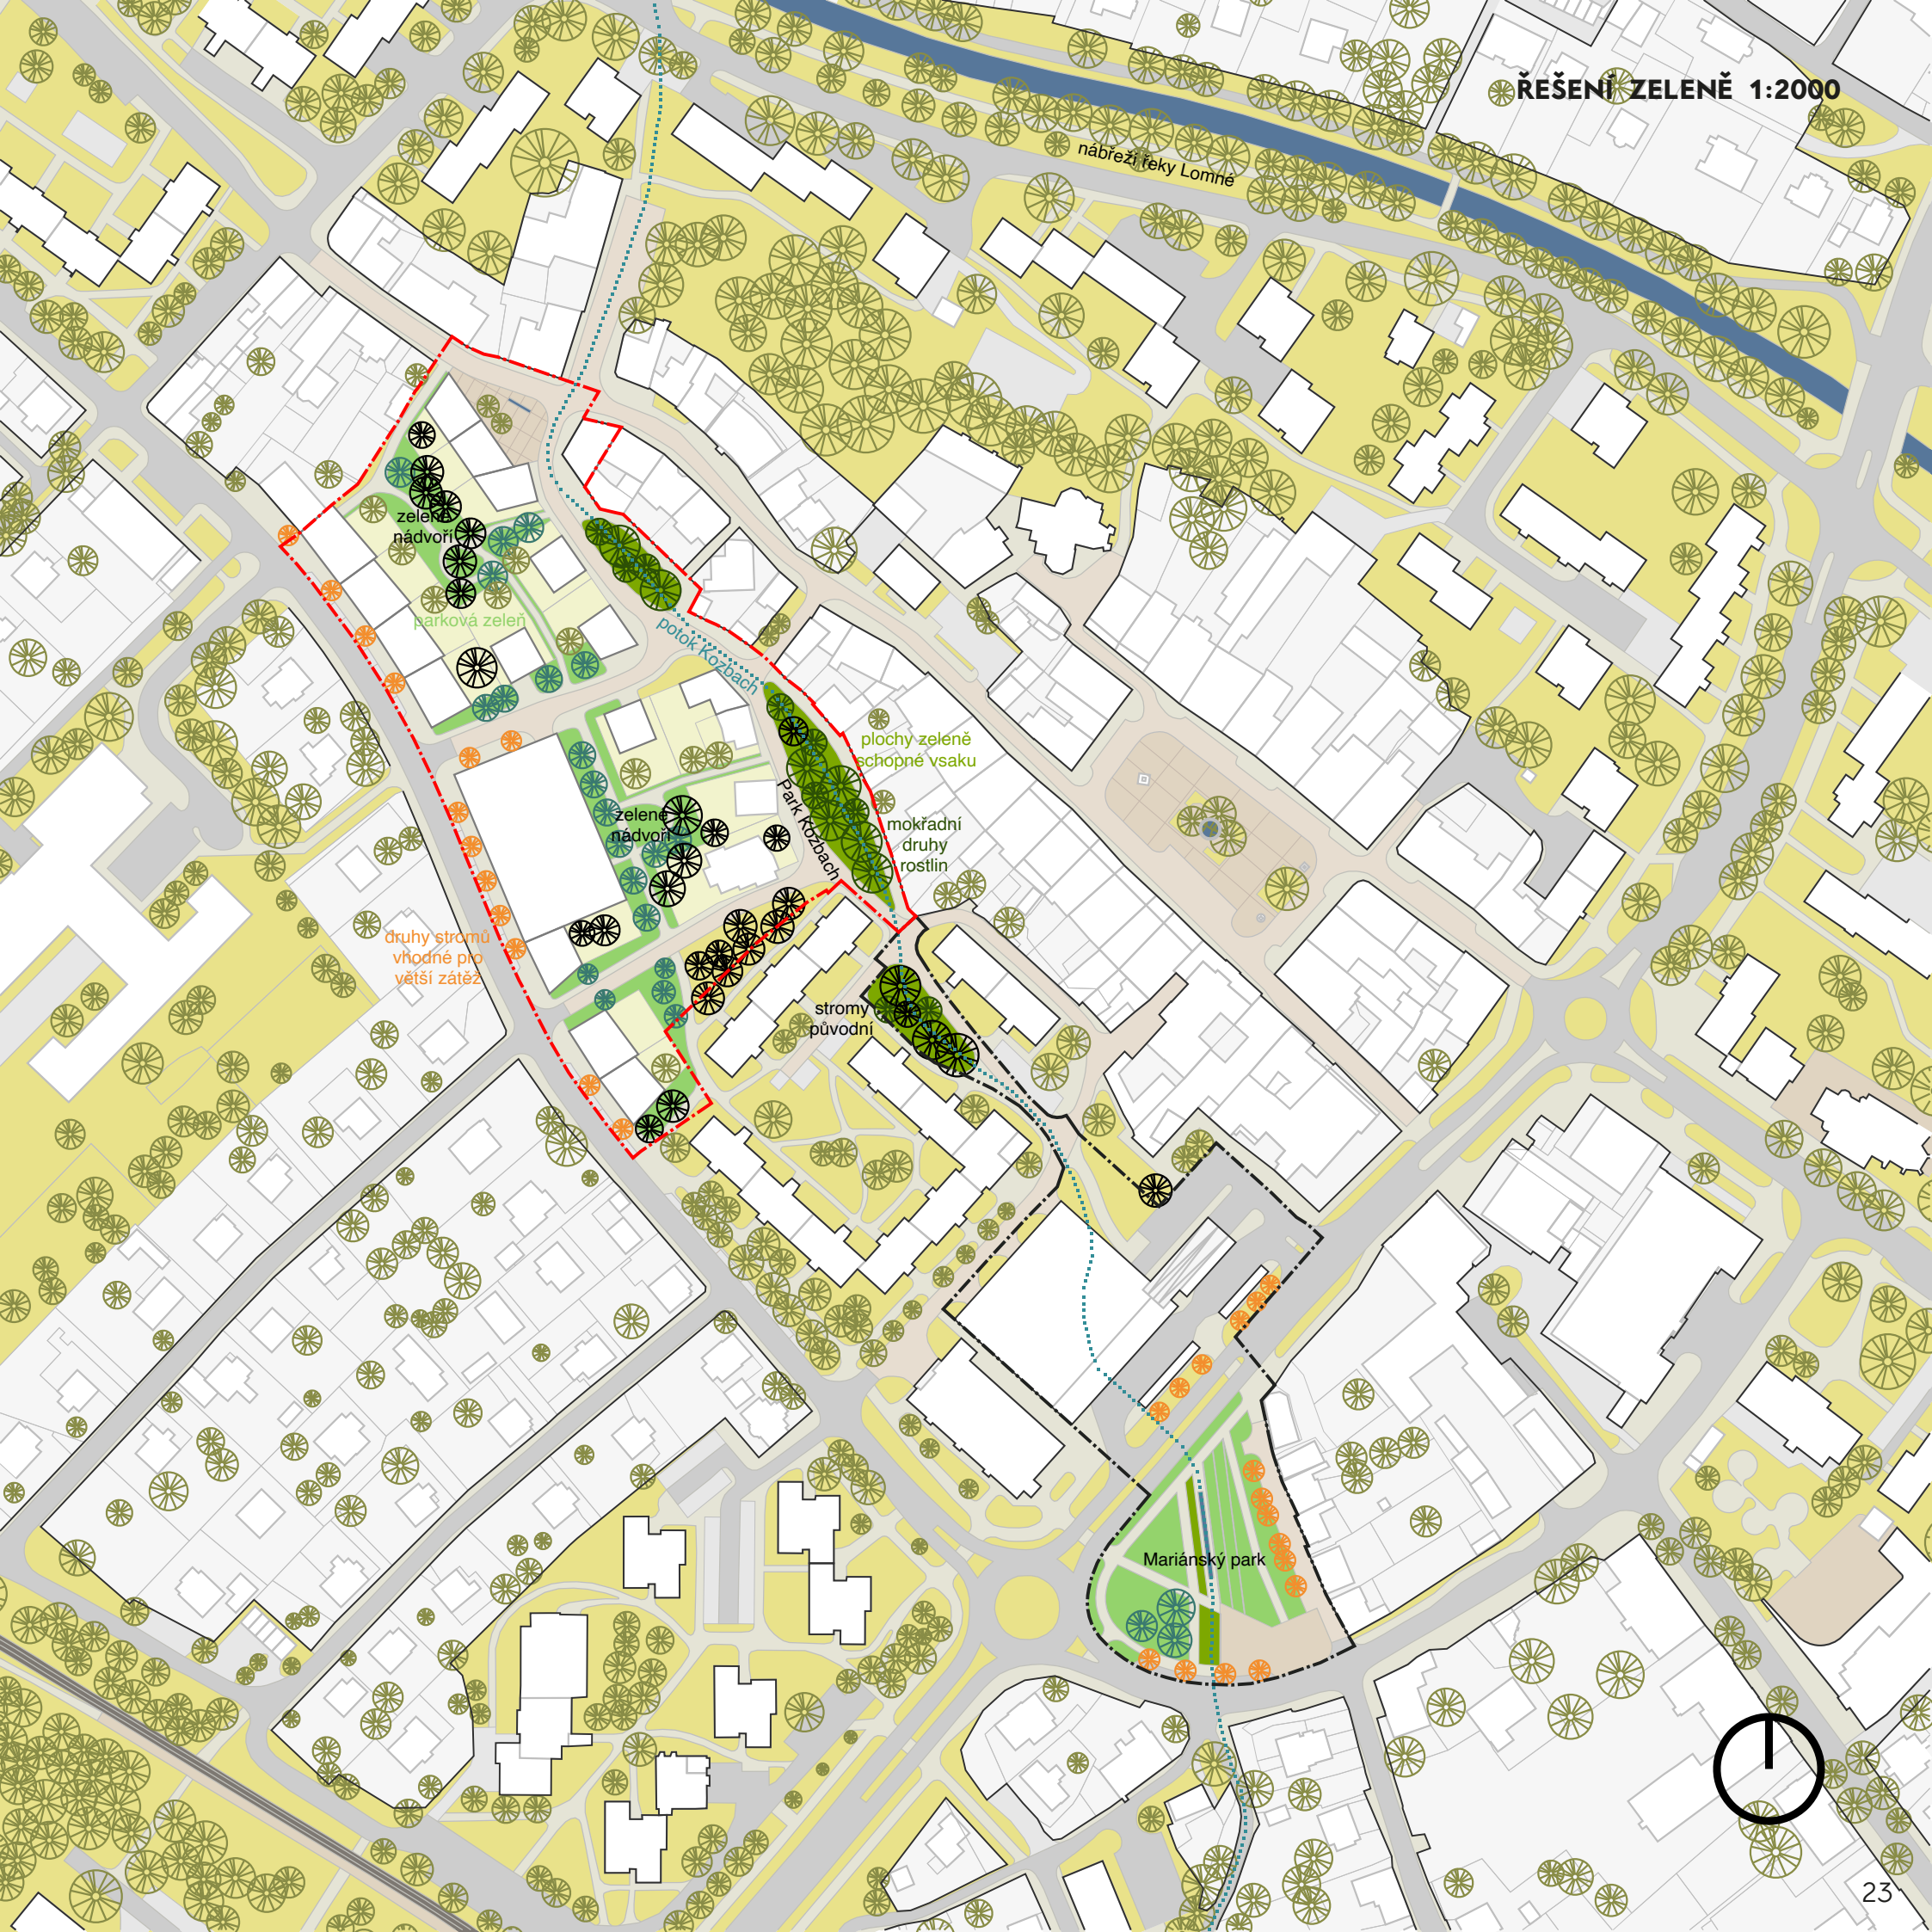 ŘEŠENÍ ZELENĚ 1:2000
nábřeží řeky Lomné
zelené
nádvoří
parková zeleň
potok Kozbach
plochy zeleně
schopné vsaku
Park Kozbach
zelené
nádvoří
mokřadní
druhy
rostlin
druhy stromů
vhodné pro
větší zátěž
stromy
původní
Mariánský park
23